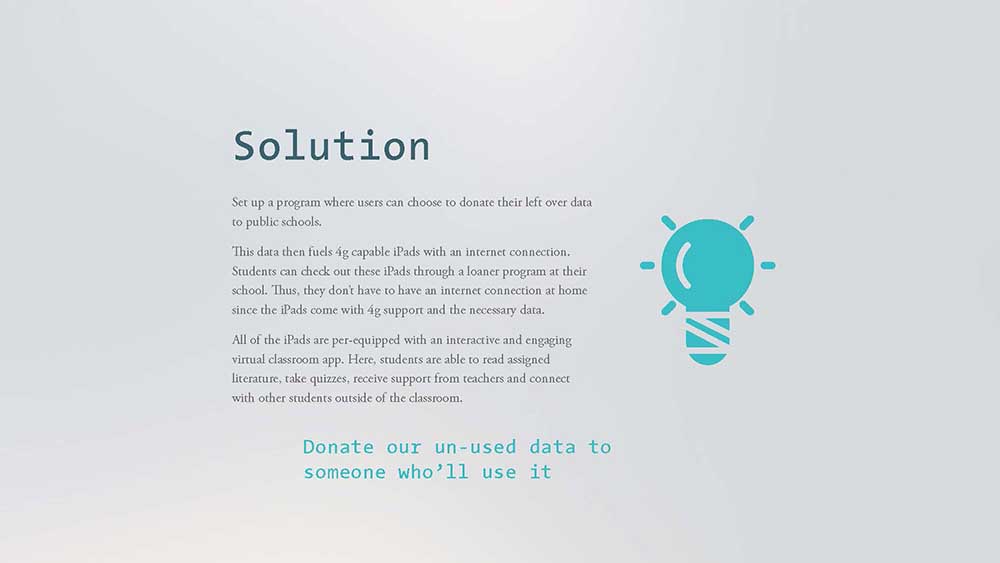 Solution
Set up a program where users can choose to donate their left over data
to public schools.
This data then fuels 4g capable iPads with an internet connection.
Students can check out these iPads through a loaner program at their
school. Thus, they don't have to have an internet connection at home
since the iPads come with 4g support and the necessary data.
All of the iPads are per-equipped with an interactive and engaging
virtual classroom app. Here, students are able to read assigned
literature, take quizzes, receive support from teachers and connect
with other students outside of the classroom.
Donate our un-used data to
someone who'll use it